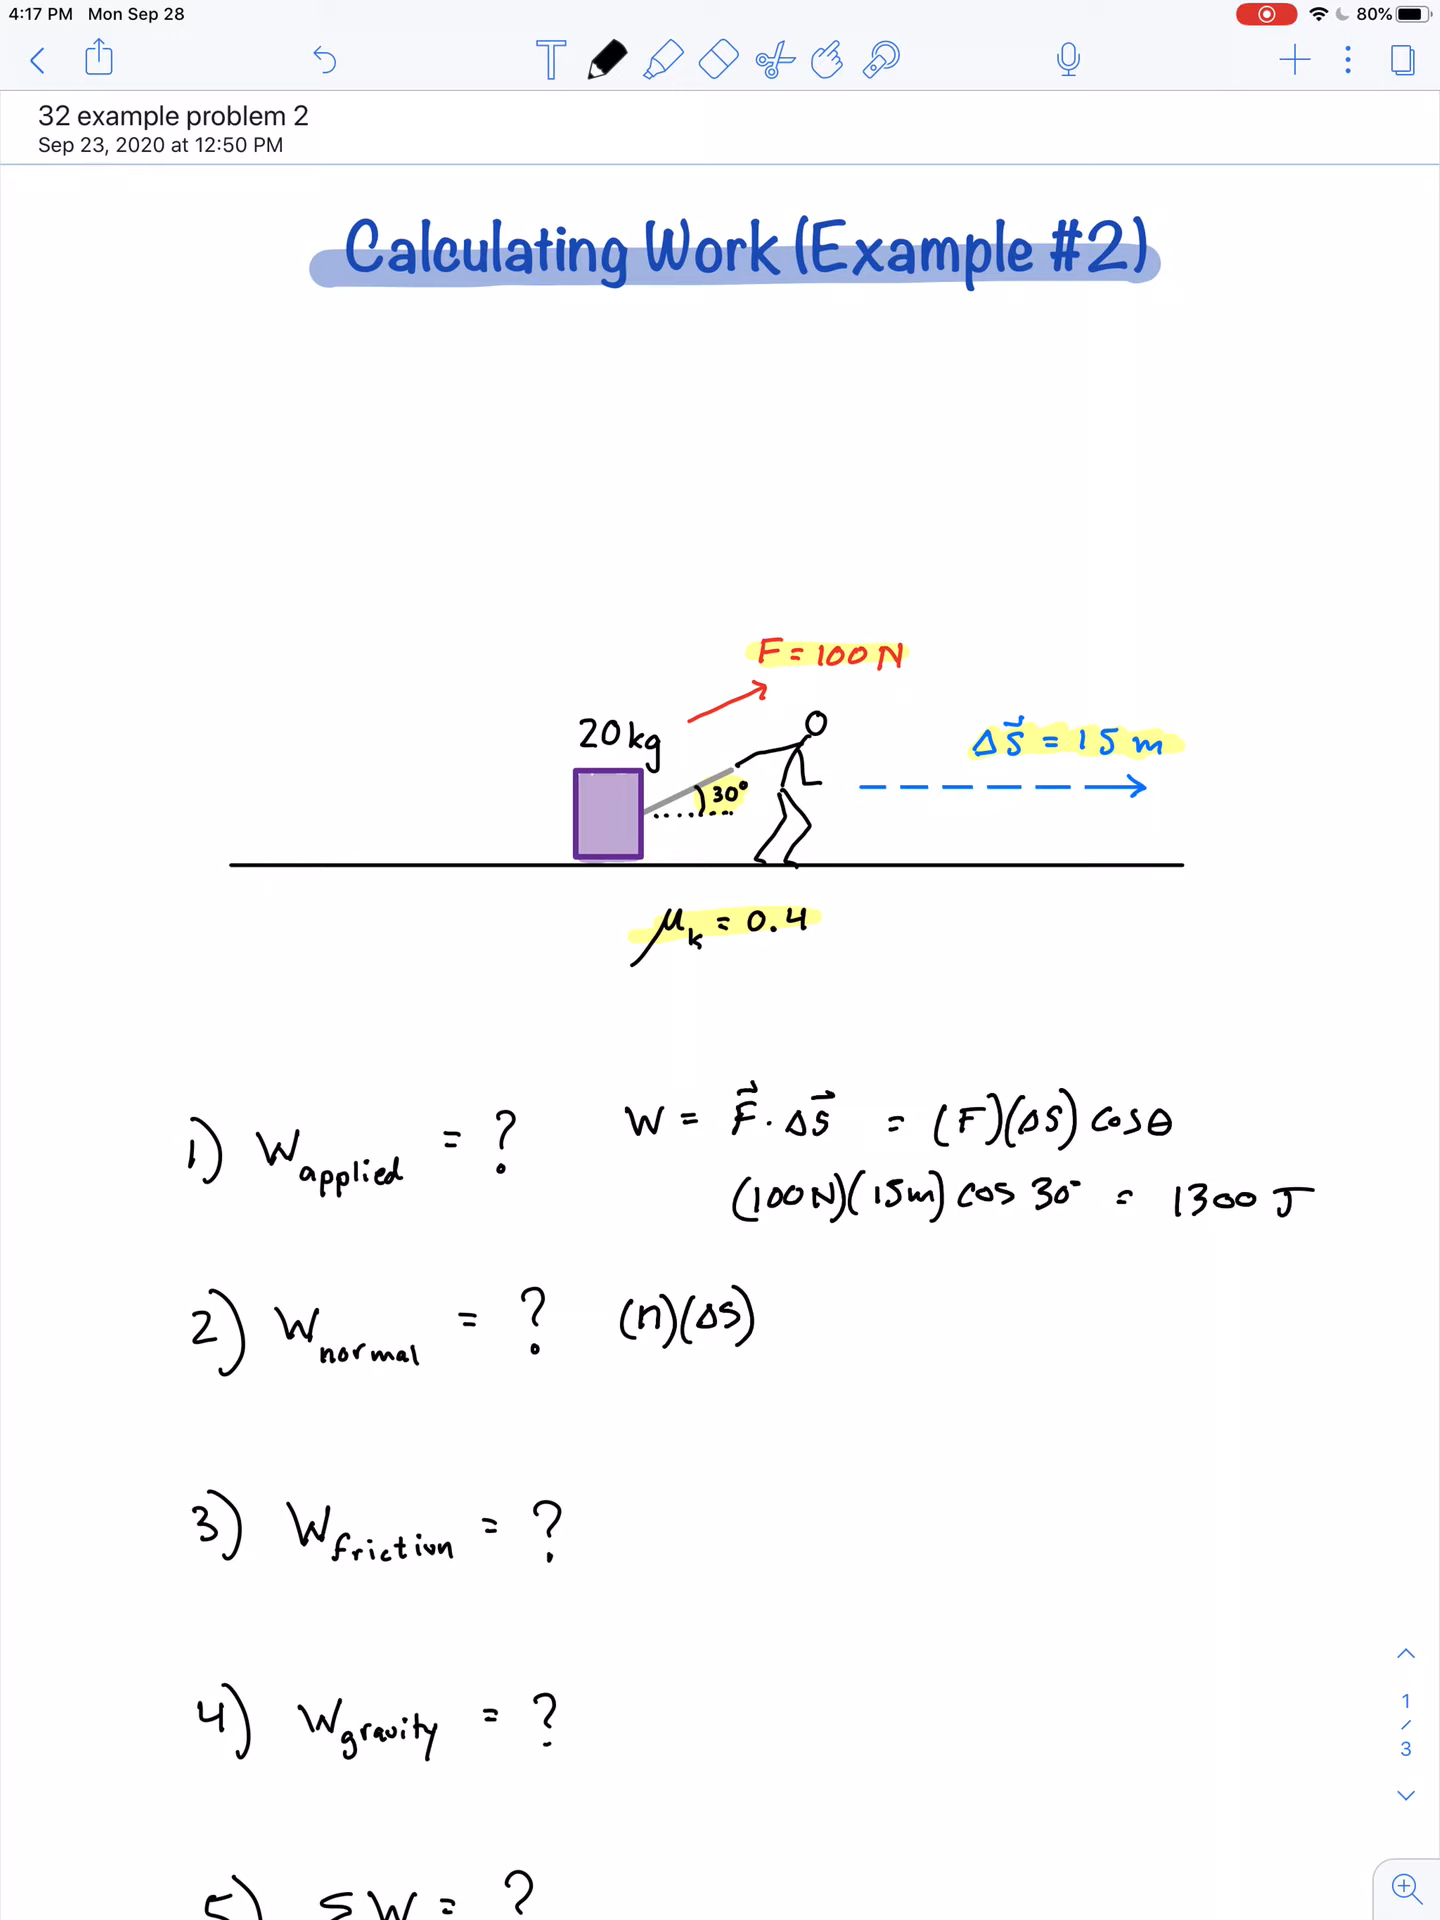 4:17 PM Mon Sep 28 80%
T
32 example problem 2
Sep 23, 2020 at 12:50 PM
Calculating Work (Example #2)
F = 100 N
20 kg
Δs⃗ = 15 m
30°
μk = 0.4
1) Wapplied = ? W = F⃗ · Δs⃗ = (F)(Δs) cosθ
(100N)(15m) cos 30° = 1300 J
2) Wnormal = ? (n)(Δs)
3) Wfriction = ?
4) Wgravity = ?
1
/
3
5) ΣW = ?